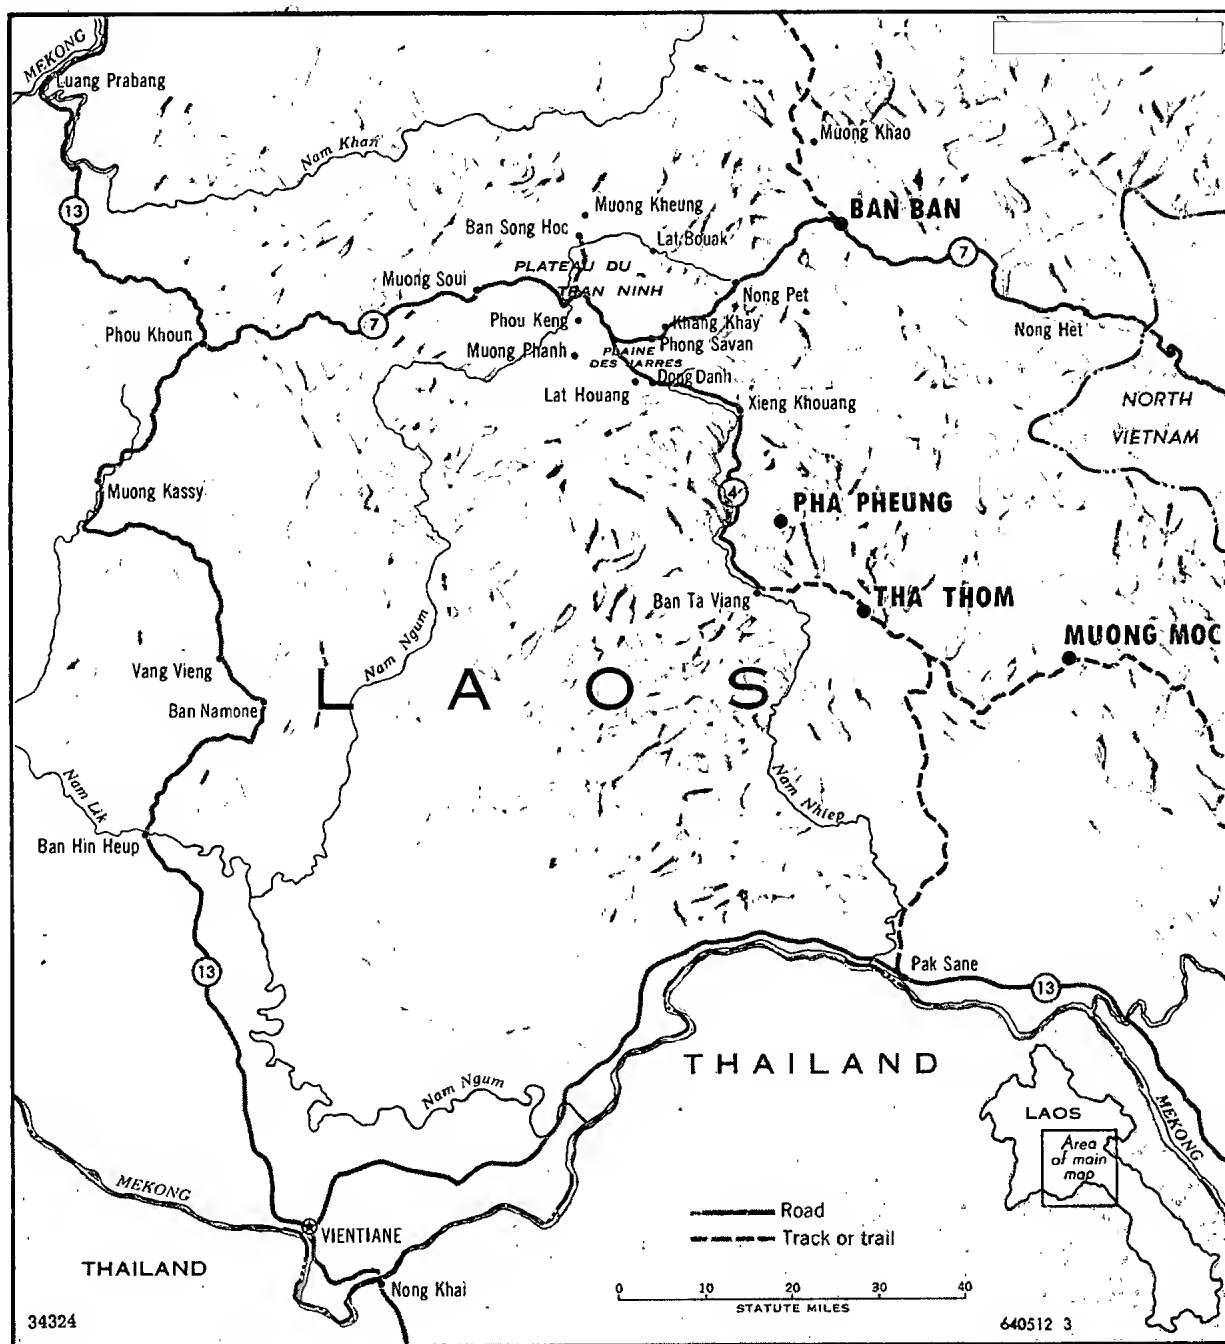 MEKONG
Luang Prabang
Nam Khan
Muong Khao
13
Muong Kheung
BAN BAN
Ban Song Hoc
Lat Bouak
7
PLATEAU DU
TRAN NINH
Muong Soui
Nong Pet
Phou Keng
Khang Khay
Nong Het
7
Phou Khoun
Phong Savan
Muong Phanh
PLAINE
DES JARRES
Dong Danh
Lat Houang
Xieng Khouang
NORTH
VIETNAM
Muong Kassy
4
PHA PHEUNG
Ban Ta Viang
THA THOM
MUONG MOC
Nam Ngum
Vang Vieng
LAOS
Ban Namone
Nam Lik
Nam Nhiep
Ban Hin Heup
13
Pak Sane
13
THAILAND
Nam Ngum
LAOS
Area
of main
map
MEKONG
MEKONG
Road
VIENTIANE
Track or trail
THAILAND
Nong Khai
0 10 20 30 40
STATUTE MILES
34324
640512 3